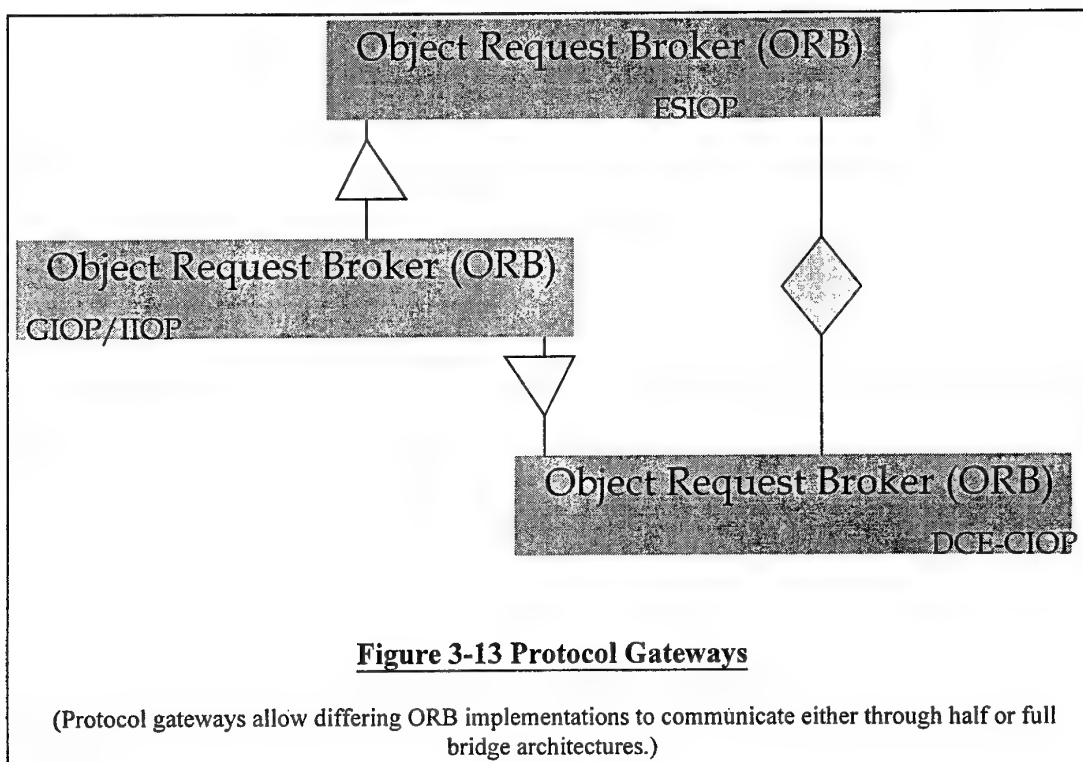 Object Request Broker (ORB)
ESIOP
Object Request Broker (ORB)
GIOP/IIOP
Object Request Broker (ORB)
DCE-CIOP
Figure 3-13 Protocol Gateways
(Protocol gateways allow differing ORB implementations to communicate either through half or full
bridge architectures.)